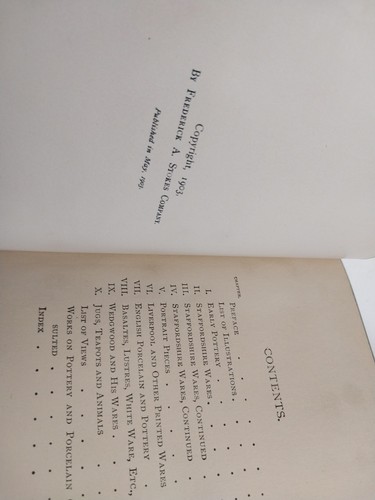 Copyright, 1903,
By Frederick A. Stokes Company.
Published in May, 1903.
CONTENTS.
CHAPTER
Preface
List of Illustrations
I. Early Pottery
II. Staffordshire Wares
III. Staffordshire Wares, Continued
IV. Staffordshire Wares, Continued
V. Portrait Pieces
VI. Liverpool and Other Printed Wares
VII. English Porcelain and Pottery
VIII. Basaltes, Lustres, White Ware, Etc.,
IX. Wedgwood and His Wares
X. Jugs, Teapots and Animals
List of Views
Works on Pottery and Porcelain
sulted
Index